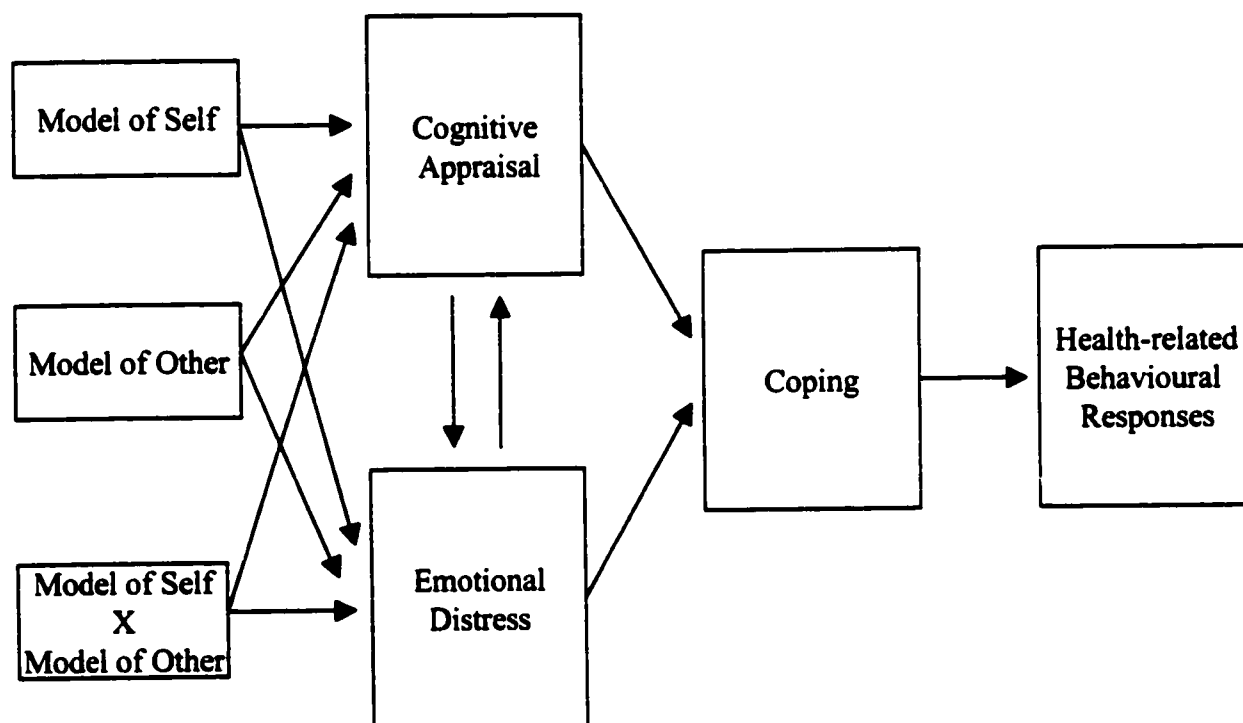 Model of Self
Model of Other
Model of Self
X
Model of Other
Cognitive
Appraisal
Emotional
Distress
Coping
Health-related
Behavioural
Responses